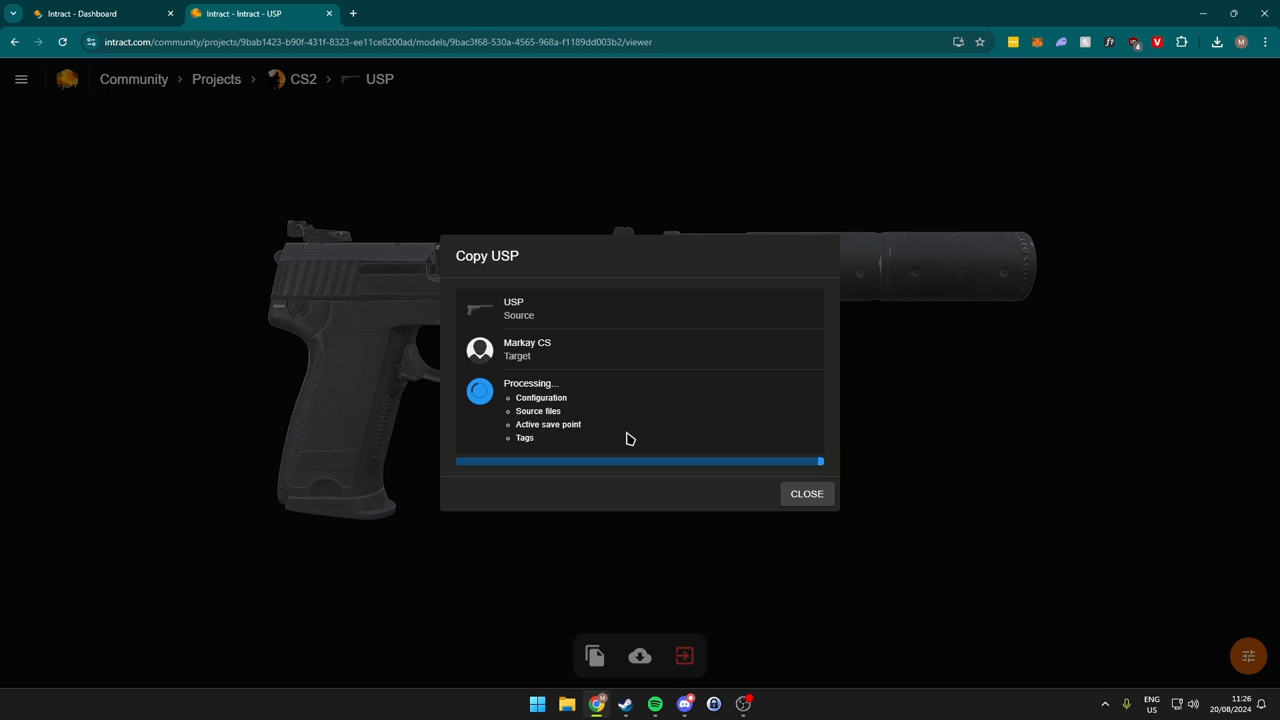 Intract - Dashboard
Intract - Intract - USP
intract.com/community/projects/9bab1423-b90f-431f-8323-ee11ce8200ad/models/9bac3f68-530a-4565-968a-f1189dd003b2/viewer
4
M
Community
Projects
CS2
USP
Copy USP
USP
Source
Markay CS
Target
Processing...
Configuration
Source files
Active save point
Tags
CLOSE
M
ENG
US
11:26
20/08/2024